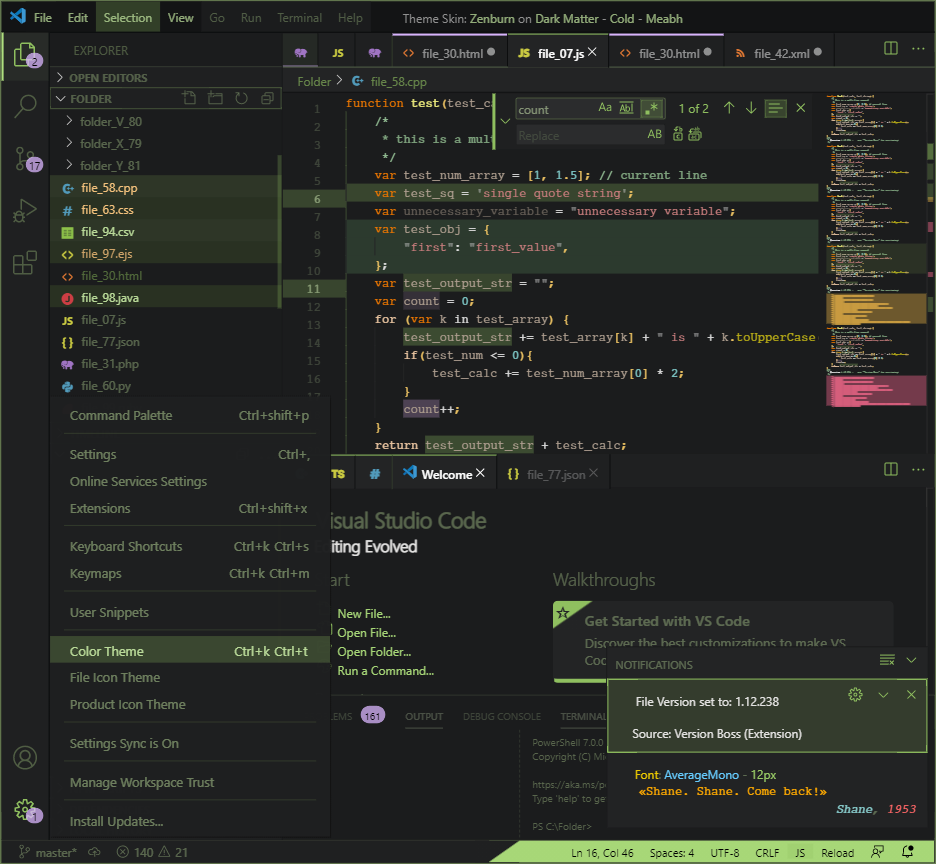 File Edit Selection View Go Run Terminal Help Theme Skin: Zenburn on Dark Matter - Cold - Meabh
2 EXPLORER JS file_30.html JS file_07.js file_30.html file_42.xml
OPEN EDITORS Folder file_58.cpp
FOLDER
folder_V_80
folder_X_79
17 folder_Y_81
file_58.cpp
# file_63.css
file_94.csv
file_97.ejs
file_30.html
file_98.java
JS file_07.js
{} file_77.json
file_31.php
file_60.py
count Aa Abl .* 1 of 2
Replace AB
1 function test(test_c
2 /*
3 * this is a mul
4 */
5 var test_num_array = [1, 1.5]; // current line
6 var test_sq = 'single quote string';
7 var unnecessary_variable = "unnecessary variable";
8 var test_obj = {
9 "first": "first_value",
10 };
11 var test_output_str = "";
12 var count = 0;
13 for (var k in test_array) {
14 test_output_str += test_array[k] + " is " + k.toUpperCase
15 if(test_num <= 0){
16 test_calc += test_num_array[0] * 2;
}
count++;
}
return test_output_str + test_calc;
Command Palette Ctrl+shift+p
Settings Ctrl+,
Online Services Settings
Extensions Ctrl+shift+x
Keyboard Shortcuts Ctrl+k Ctrl+s
Keymaps Ctrl+k Ctrl+m
User Snippets
Color Theme Ctrl+k Ctrl+t
File Icon Theme
Product Icon Theme
Settings Sync is On
Manage Workspace Trust
Install Updates...
1
TS # Welcome {} file_77.json
isual Studio Code
iting Evolved
art
New File...
Open File...
Open Folder...
Run a Command...
Walkthroughs
Get Started with VS Code
Discover the best customizations to make VS
Coc
LEMS 161 OUTPUT DEBUG CONSOLE TERMINAL
PowerShell 7.0.0
Copyright (C) Mi
https://aka.ms/po
Type 'help' to ge
PS C:\Folder>
NOTIFICATIONS
File Version set to: 1.12.238
Source: Version Boss (Extension)
Font: AverageMono - 12px
«Shane. Shane. Come back!»
Shane, 1953
master* 140 21 Ln 16, Col 46 Spaces: 4 UTF-8 CRLF JS Reload